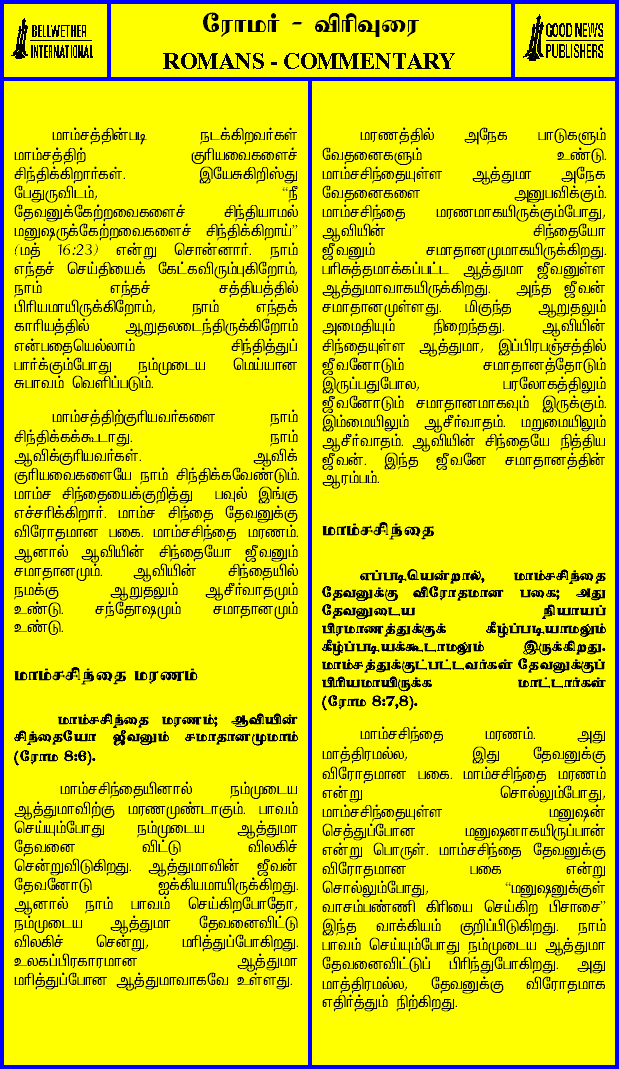 BELLWETHER
INTERNATIONAL
ரோமர் - விரிவுரை
ROMANS - COMMENTARY
GOOD NEWS
PUBLISHERS
மாம்சத்தின்படி நடக்கிறவர்கள்
மாம்சத்திற் குரியவைகளைச்
சிந்திக்கிறார்கள். இயேசுகிறிஸ்து
பேதுருவிடம், “நீ
தேவனுக்கேற்றவைகளைச் சிந்தியாமல்
மனுஷருக்கேற்றவைகளைச் சிந்திக்கிறாய்”
(மத் 16:23) என்று சொன்னார். நாம்
எந்தச் செய்தியைக் கேட்கவிரும்புகிறோம்,
நாம் எந்தச் சத்தியத்தில்
பிரியமாயிருக்கிறோம், நாம் எந்தக்
காரியத்தில் ஆறுதலடைந்திருக்கிறோம்
என்பதையெல்லாம் சிந்தித்துப்
பார்க்கும்போது நம்முடைய மெய்யான
சுபாவம் வெளிப்படும்.
மாம்சத்திற்குரியவர்களை நாம்
சிந்திக்கக்கூடாது. நாம்
ஆவிக்குரியவர்கள். ஆவிக்
குரியவைகளையே நாம் சிந்திக்கவேண்டும்.
மாம்ச சிந்தையைக்குறித்து பவுல் இங்கு
எச்சரிக்கிறார். மாம்ச சிந்தை தேவனுக்கு
விரோதமான பகை. மாம்சசிந்தை மரணம்.
ஆனால் ஆவியின் சிந்தையோ ஜீவனும்
சமாதானமும். ஆவியின் சிந்தையில்
நமக்கு ஆறுதலும் ஆசீர்வாதமும்
உண்டு. சந்தோஷமும் சமாதானமும்
உண்டு.
மாம்சசிந்தை மரணம்
மாம்சசிந்தை மரணம்; ஆவியின்
சிந்தையோ ஜீவனும் சமாதானமுமாம்
(ரோம 8:6).
மாம்சசிந்தையினால் நம்முடைய
ஆத்துமாவிற்கு மரணமுண்டாகும். பாவம்
செய்யும்போது நம்முடைய ஆத்துமா
தேவனை விட்டு விலகிச்
சென்றுவிடுகிறது. ஆத்துமாவின் ஜீவன்
தேவனோடு ஐக்கியமாயிருக்கிறது.
ஆனால் நாம் பாவம் செய்கிறபோதோ,
நம்முடைய ஆத்துமா தேவனைவிட்டு
விலகிச் சென்று, மரித்துப்போகிறது.
உலகப்பிரகாரமான ஆத்துமா
மரித்துப்போன ஆத்துமாவாகவே உள்ளது.
மரணத்தில் அநேக பாடுகளும்
வேதனைகளும் உண்டு.
மாம்சசிந்தையுள்ள ஆத்துமா அநேக
வேதனைகளை அனுபவிக்கும்.
மாம்சசிந்தை மரணமாகயிருக்கும்போது,
ஆவியின் சிந்தையோ
ஜீவனும் சமாதானமுமாகயிருக்கிறது.
பரிசுத்தமாக்கப்பட்ட ஆத்துமா ஜீவனுள்ள
ஆத்துமாவாகயிருக்கிறது. அந்த ஜீவன்
சமாதானமுள்ளது. மிகுந்த ஆறுதலும்
அமைதியும் நிறைந்தது. ஆவியின்
சிந்தையுள்ள ஆத்துமா, இப்பிரபஞ்சத்தில்
ஜீவனோடும் சமாதானத்தோடும்
இருப்பதுபோல, பரலோகத்திலும்
ஜீவனோடும் சமாதானமாகவும் இருக்கும்.
இம்மையிலும் ஆசீர்வாதம். மறுமையிலும்
ஆசீர்வாதம். ஆவியின் சிந்தையே நித்திய
ஜீவன். இந்த ஜீவனே சமாதானத்தின்
ஆரம்பம்.
மாம்சசிந்தை
எப்படியென்றால், மாம்சசிந்தை
தேவனுக்கு விரோதமான பகை; அது
தேவனுடைய நியாயப்
பிரமாணத்துக்குக் கீழ்ப்படியாமலும்
கீழ்ப்படியக்கூடாமலும் இருக்கிறது.
மாம்சத்துக்குட்பட்டவர்கள் தேவனுக்குப்
பிரியமாயிருக்க மாட்டார்கள்
(ரோம 8:7,8).
மாம்சசிந்தை மரணம். அது
மாத்திரமல்ல, இது தேவனுக்கு
விரோதமான பகை. மாம்சசிந்தை மரணம்
என்று சொல்லும்போது,
மாம்சசிந்தையுள்ள மனுஷன்
செத்துப்போன மனுஷனாகயிருப்பான்
என்று பொருள். மாம்சசிந்தை தேவனுக்கு
விரோதமான பகை என்று
சொல்லும்போது, “மனுஷனுக்குள்
வாசம்பண்ணி கிரியை செய்கிற பிசாசை”
இந்த வாக்கியம் குறிப்பிடுகிறது. நாம்
பாவம் செய்யும்போது நம்முடைய ஆத்துமா
தேவனைவிட்டுப் பிரிந்துபோகிறது. அது
மாத்திரமல்ல, தேவனுக்கு விரோதமாக
எதிர்த்தும் நிற்கிறது.